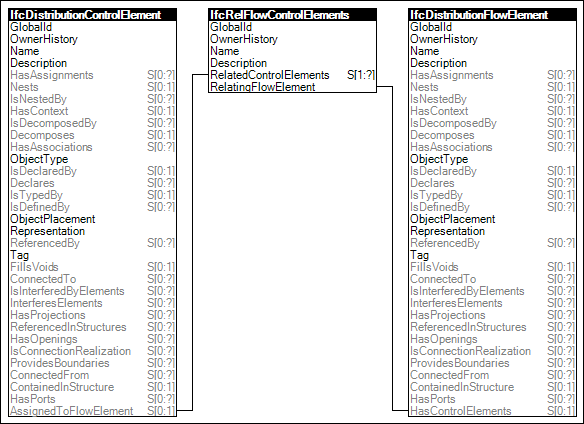 IfcDistributionControlElement
GlobalId
OwnerHistory
Name
Description
HasAssignments S[0:?]
Nests S[0:1]
IsNestedBy S[0:?]
HasContext S[0:1]
IsDecomposedBy S[0:?]
Decomposes S[0:1]
HasAssociations S[0:?]
ObjectType
IsDeclaredBy S[0:1]
Declares S[0:?]
IsTypedBy S[0:1]
IsDefinedBy S[0:?]
ObjectPlacement
Representation
ReferencedBy S[0:?]
Tag
FillsVoids S[0:1]
ConnectedTo S[0:?]
IsInterferedByElements S[0:?]
InterferesElements S[0:?]
HasProjections S[0:?]
ReferencedInStructures S[0:?]
HasOpenings S[0:?]
IsConnectionRealization S[0:?]
ProvidesBoundaries S[0:?]
ConnectedFrom S[0:?]
ContainedInStructure S[0:1]
HasPorts S[0:?]
AssignedToFlowElement S[0:1]
IfcRelFlowControlElements
GlobalId
OwnerHistory
Name
Description
RelatedControlElements S[1:?]
RelatingFlowElement
IfcDistributionFlowElement
GlobalId
OwnerHistory
Name
Description
HasAssignments S[0:?]
Nests S[0:1]
IsNestedBy S[0:?]
HasContext S[0:1]
IsDecomposedBy S[0:?]
Decomposes S[0:1]
HasAssociations S[0:?]
ObjectType
IsDeclaredBy S[0:1]
Declares S[0:?]
IsTypedBy S[0:1]
IsDefinedBy S[0:?]
ObjectPlacement
Representation
ReferencedBy S[0:?]
Tag
FillsVoids S[0:1]
ConnectedTo S[0:?]
IsInterferedByElements S[0:?]
InterferesElements S[0:?]
HasProjections S[0:?]
ReferencedInStructures S[0:?]
HasOpenings S[0:?]
IsConnectionRealization S[0:?]
ProvidesBoundaries S[0:?]
ConnectedFrom S[0:?]
ContainedInStructure S[0:1]
HasPorts S[0:?]
HasControlElements S[0:1]